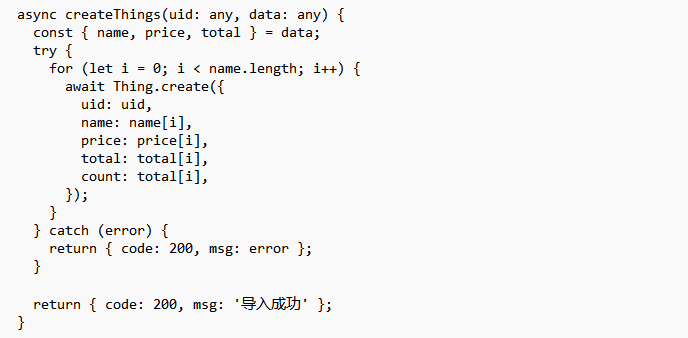 async createThings(uid: any, data: any) {
  const { name, price, total } = data;
  try {
    for (let i = 0; i < name.length; i++) {
      await Thing.create({
        uid: uid,
        name: name[i],
        price: price[i],
        total: total[i],
        count: total[i],
      });
    }
  } catch (error) {
    return { code: 200, msg: error };
  }

  return { code: 200, msg: '导入成功' };
}